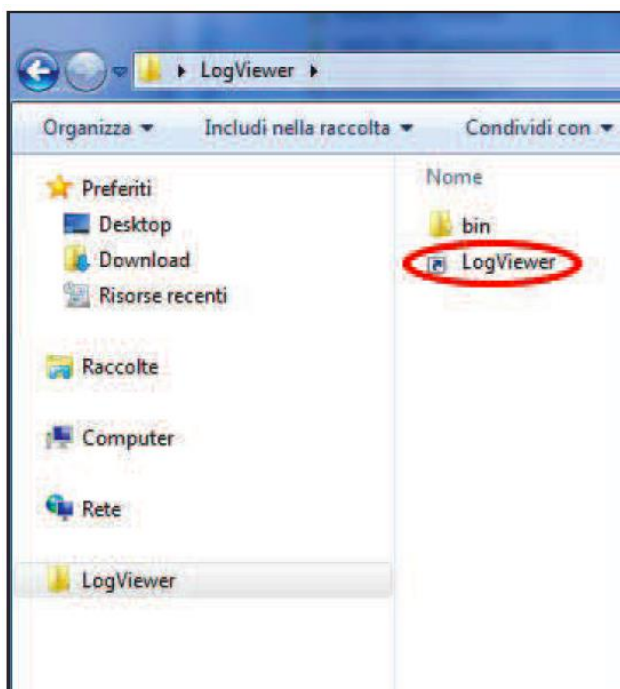 LogViewer
Organizza Includi nella raccolta Condividi con
Preferiti
Desktop
Download
Risorse recenti
Raccolte
Computer
Rete
LogViewer
Nome
bin
LogViewer